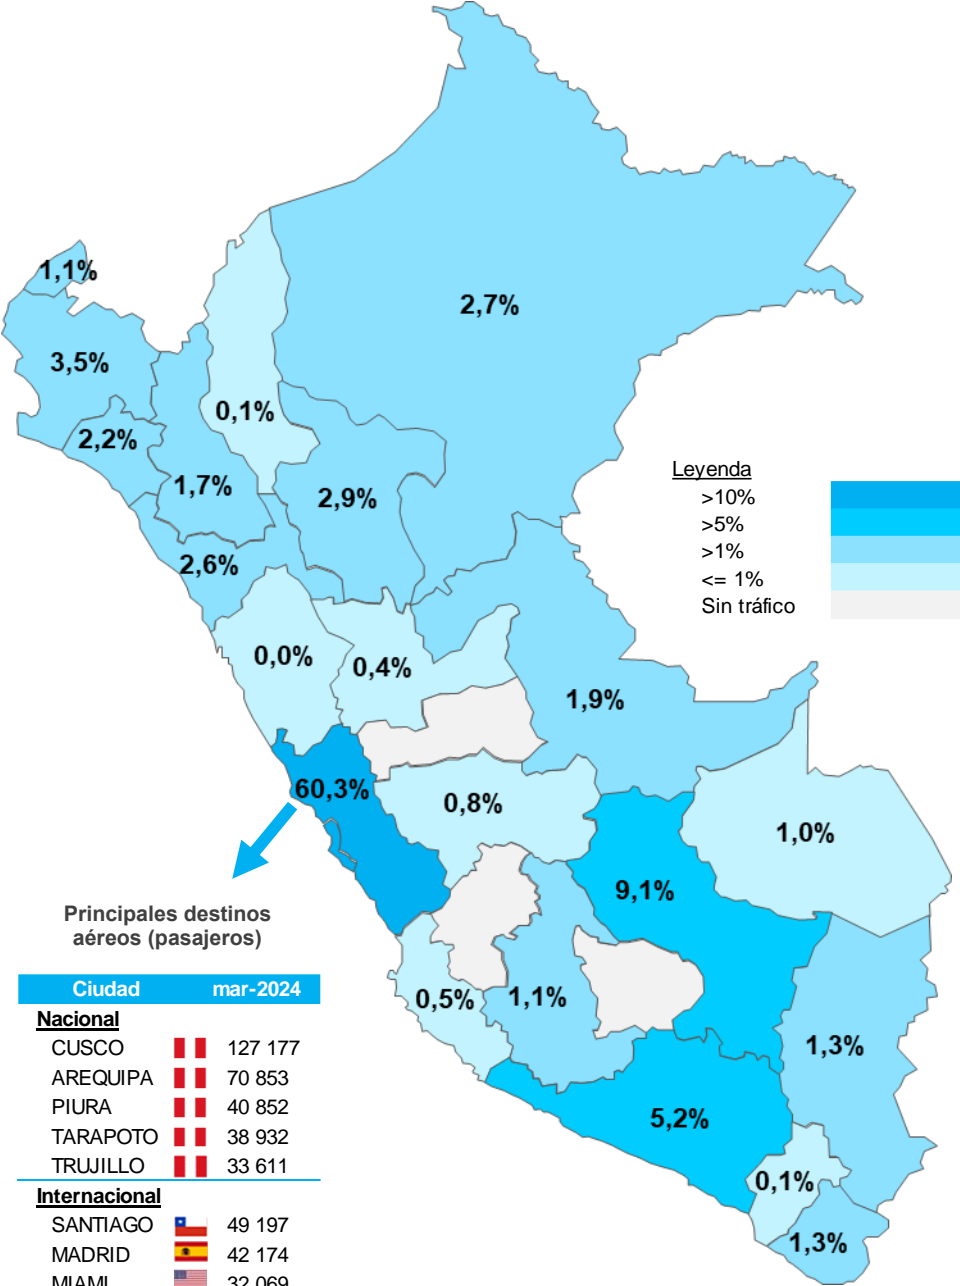 1,1%
2,7%
3,5%
0,1%
2,2%
1,7%
2,9%
2,6%
0,0%
0,4%
1,9%
60,3%
0,8%
1,0%
9,1%
0,5%
1,1%
1,3%
5,2%
0,1%
1,3%
Leyenda
>10%
>5%
>1%
<= 1%
Sin tráfico
Principales destinos
aéreos (pasajeros)
Ciudad mar-2024
Nacional
CUSCO 127 177
AREQUIPA 70 853
PIURA 40 852
TARAPOTO 38 932
TRUJILLO 33 611
Internacional
SANTIAGO 49 197
MADRID 42 174
MIAMI 32 069